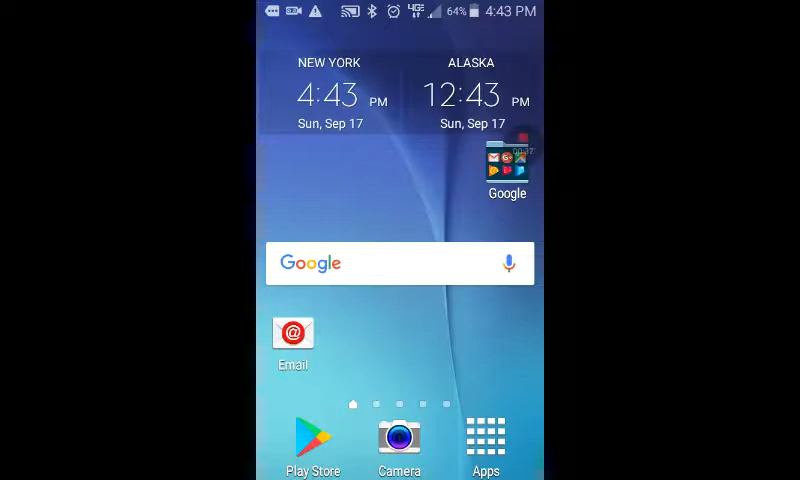 64% 4:43 PM
NEW YORK ALASKA
4:43 PM 12:43 PM
Sun, Sep 17 Sun, Sep 17
Google
Google
Email
Play Store Camera Apps